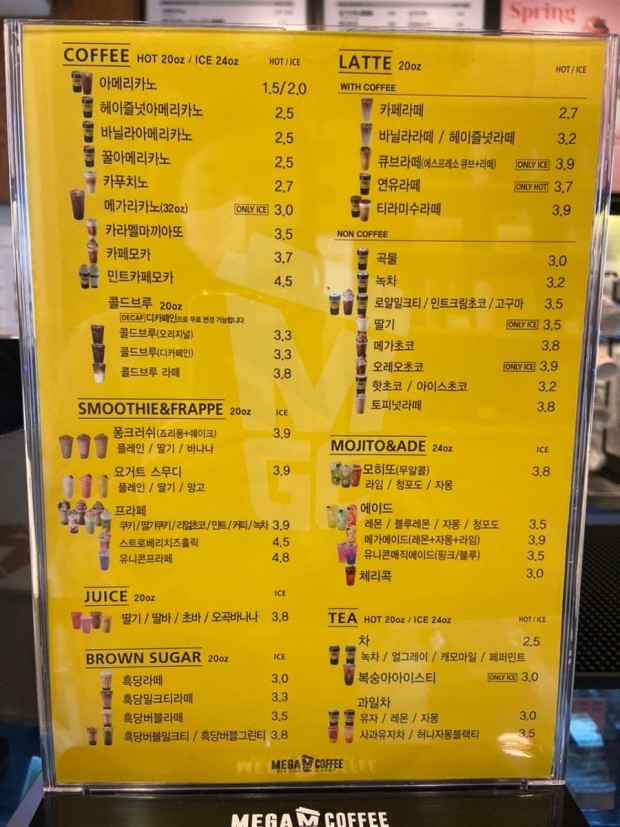 Spring
COFFEE HOT 20oz / ICE 24oz HOT / ICE
아메리카노 1.5/2.0
헤이즐넛아메리카노 2.5
바닐라아메리카노 2.5
꿀아메리카노 2.5
카푸치노 2.7
메가리카노(32oz) ONLY ICE 3.0
카라멜마끼아또 3.5
카페모카 3.7
민트카페모카 4.5
콜드브루 20oz
DECAF 디카페인으로 무료 변경 가능합니다
콜드브루(오리지널) 3.3
콜드브루(디카페인) 3.3
콜드브루 라떼 3.8
SMOOTHIE&FRAPPE 20oz ICE
퐁크러쉬(죠리퐁+쉐이크) 3.9
플레인 / 딸기 / 바나나
요거트 스무디 3.9
플레인 / 딸기 / 망고
프라페
쿠키/딸기쿠키/리얼초코/민트/커피/녹차 3.9
스트로베리치즈홀릭 4.5
유니콘프라페 4.8
JUICE 20oz ICE
딸기 / 딸바 / 초바 / 오곡바나나 3.8
BROWN SUGAR 20oz ICE
흑당라떼 3.0
흑당밀크티라떼 3.3
흑당버블라떼 3.5
흑당버블밀크티 / 흑당버블그린티 3.8
LATTE 20oz HOT / ICE
WITH COFFEE
카페라떼 2.7
바닐라라떼 / 헤이즐넛라떼 3.2
큐브라떼(에스프레소 큐브+라떼) ONLY ICE 3.9
연유라떼 ONLY HOT 3.7
티라미수라떼 3.9
NON COFFEE
곡물 3.0
녹차 3.2
로얄밀크티 / 민트크림초코 / 고구마 3.5
딸기 ONLY ICE 3.5
메가초코 3.8
오레오초코 ONLY ICE 3.9
핫초코 / 아이스초코 3.2
토피넛라떼 3.8
MOJITO&ADE 24oz ICE
모히또(무알콜) 3.8
라임 / 청포도 / 자몽
에이드
레몬 / 블루레몬 / 자몽 / 청포도 3.5
메가에이드(레몬+자몽+라임) 3.9
유니콘매직에이드(핑크/블루) 3.5
체리콕 3.0
TEA HOT 20oz / ICE 24oz HOT / ICE
차 2.5
녹차 / 얼그레이 / 캐모마일 / 페퍼민트
복숭아아이스티 ONLY ICE 3.0
과일차
유자 / 레몬 / 자몽 3.0
사과유자차 / 허니자몽블랙티 3.5
MEGA COFFEE
MEGA COFFEE